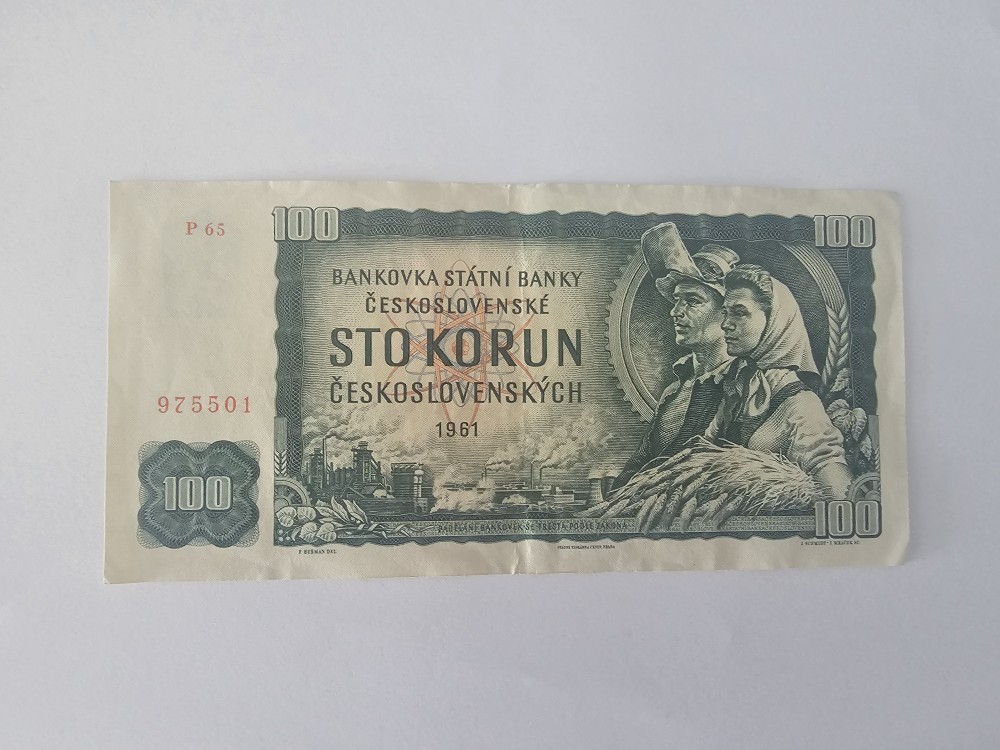 P 65
100
100
BANKOVKA STÁTNÍ BANKY
ČESKOSLOVENSKÉ
STO KORUN
ČESKOSLOVENSKÝCH
1961
975501
100
100
PADĚLÁNÍ BANKOVEK SE TRESTÁ PODLE ZÁKONA